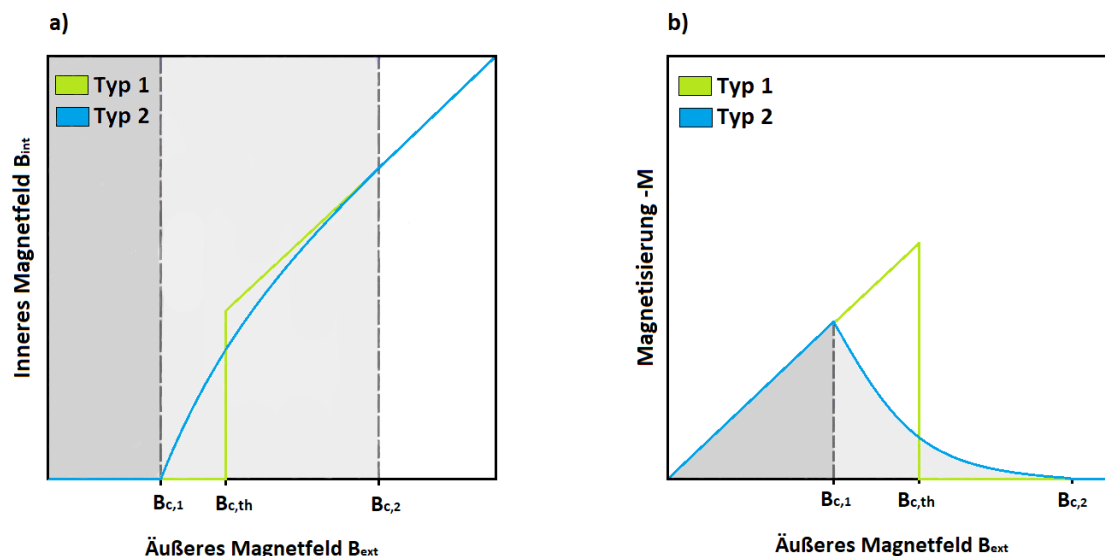 a)
Typ 1
Typ 2
Inneres Magnetfeld Bint
Bc,1
Bc,th
Bc,2
Äußeres Magnetfeld Bext
b)
Typ 1
Typ 2
Magnetisierung -M
Bc,1
Bc,th
Bc,2
Äußeres Magnetfeld Bext